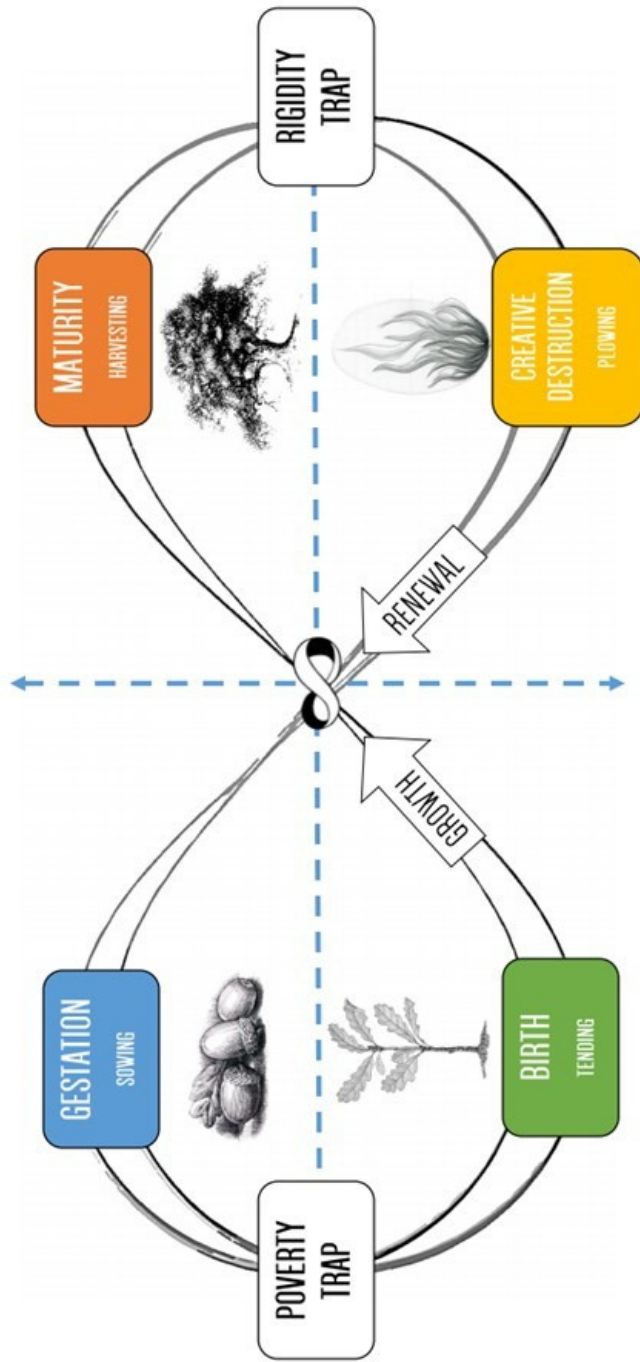 GESTATION
SOWING
MATURITY
HARVESTING
POVERTY
TRAP
RIGIDITY
TRAP
GROWTH
RENEWAL
BIRTH
TENDING
CREATIVE
DESTRUCTION
PLOWING